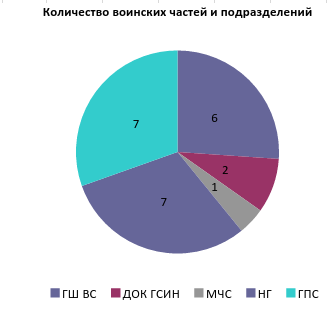 Количество воинских частей и подразделений
6
7
2
1
7
ГШ ВС ДОК ГСИН МЧС НГ ГПС